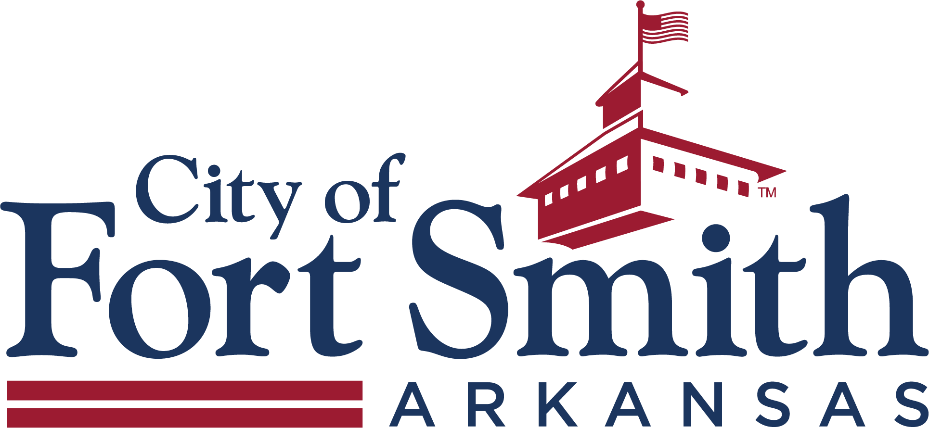 City of
Fort Smith
ARKANSAS
TM